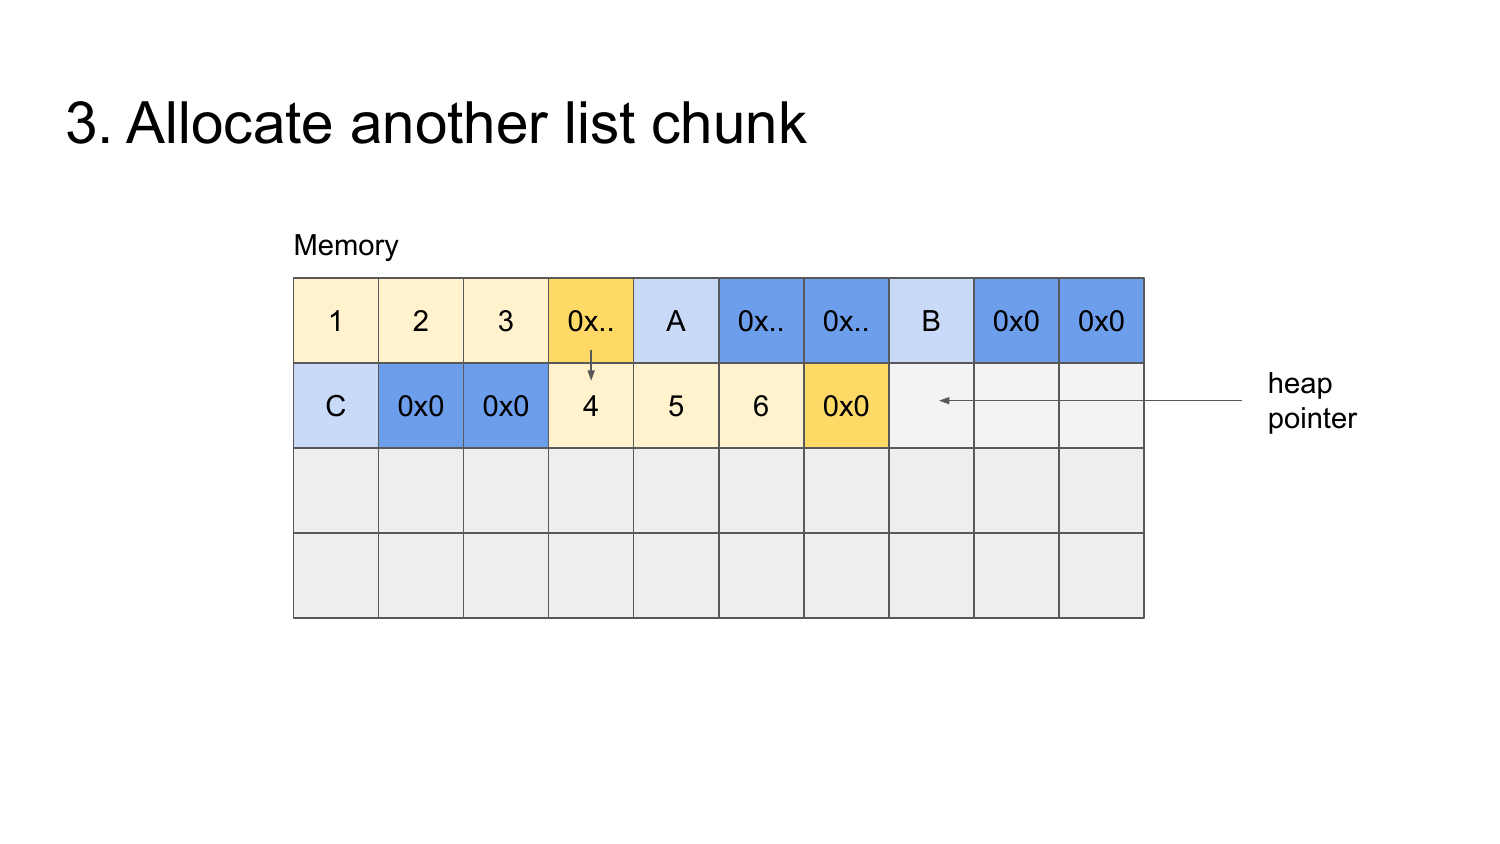 3. Allocate another list chunk
Memory
1 2 3 0x.. A 0x.. 0x.. B 0x0 0x0
C 0x0 0x0 4 5 6 0x0
heap
pointer